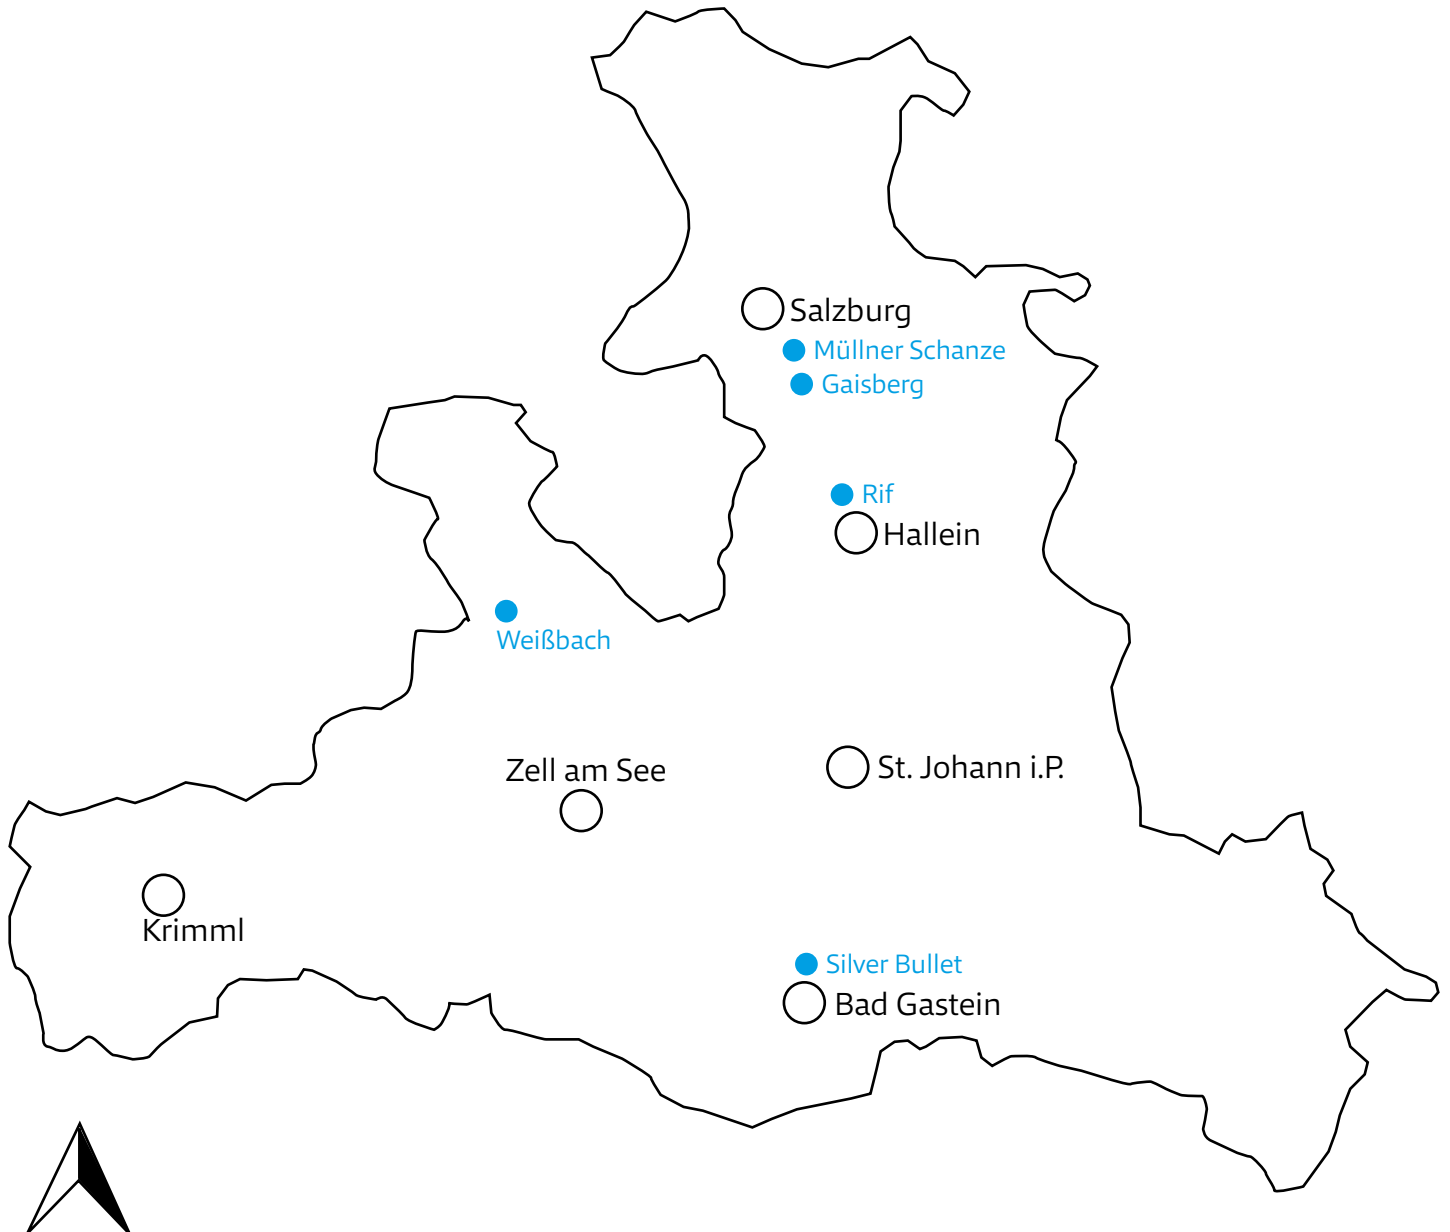 Salzburg
Müllner Schanze
Gaisberg
Rif
Hallein
Weißbach
Zell am See
St. Johann i.P.
Krimml
Silver Bullet
Bad Gastein